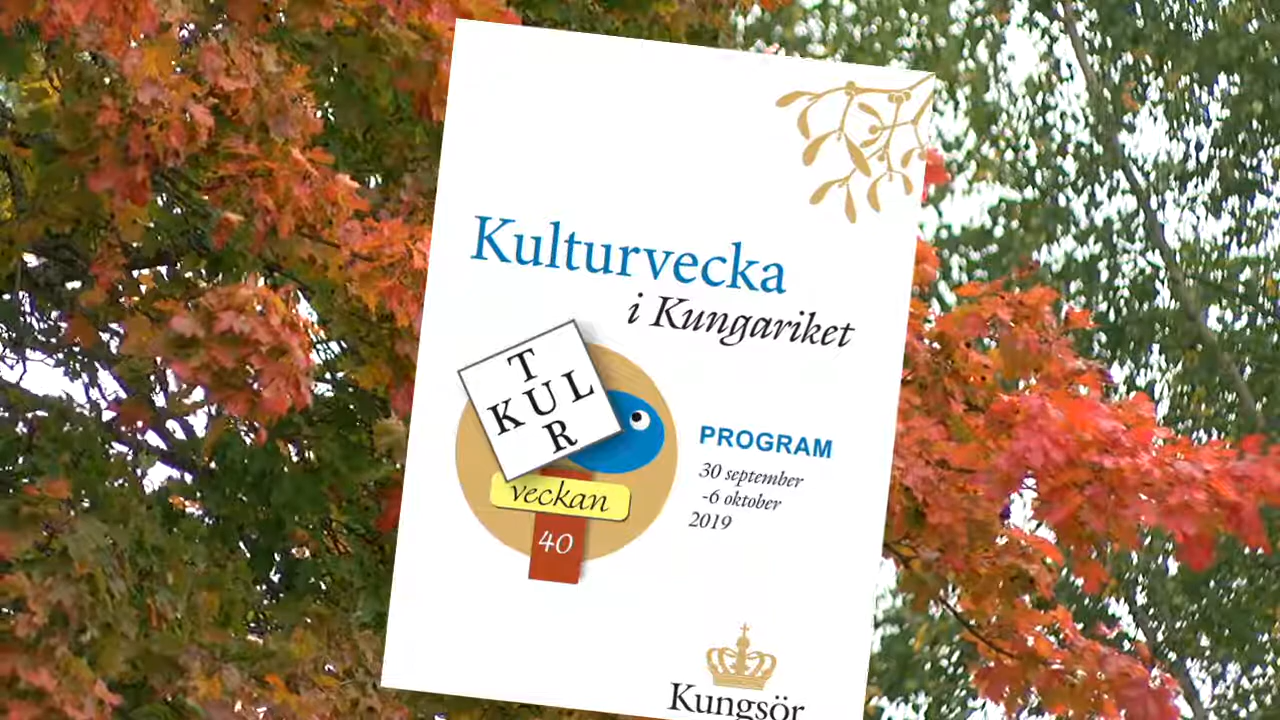 Kulturvecka
i Kungariket
T
KUL
R
veckan
40
PROGRAM
30 september
-6 oktober
2019
Kungsör